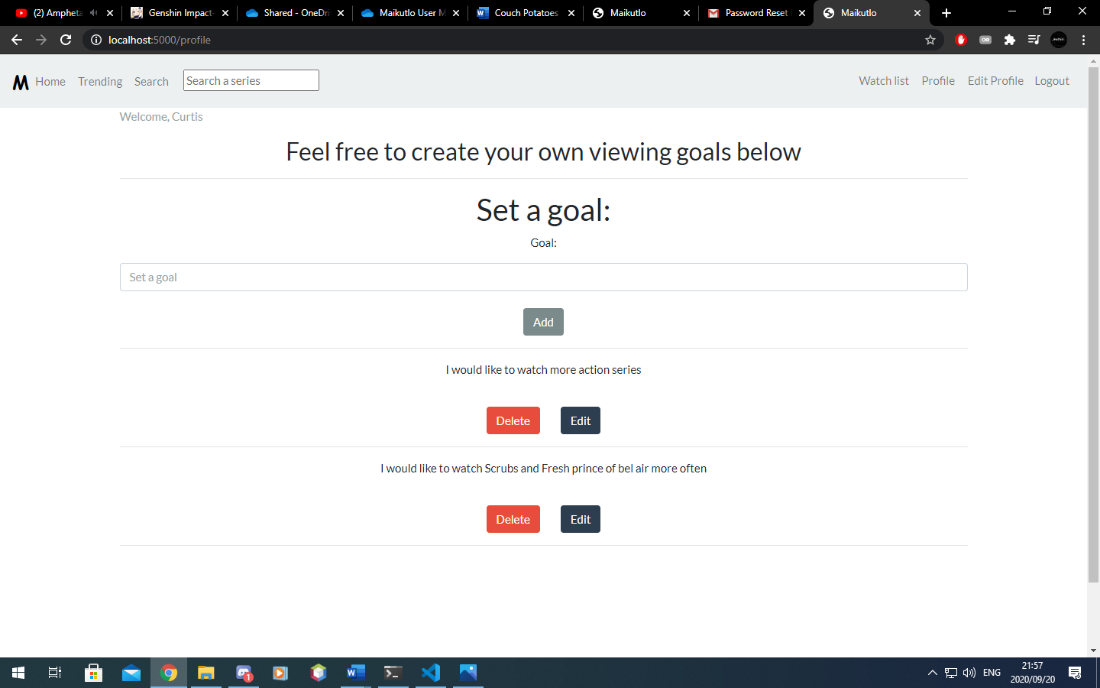 (2) Ampheta
Genshin Impact-
Shared - OneDri
Maikutlo User M
Couch Potatoes
Maikutlo
Password Reset
Maikutlo
localhost:5000/profile
M Home Trending Search Search a series Watch list Profile Edit Profile Logout
Welcome, Curtis
Feel free to create your own viewing goals below
Set a goal:
Goal:
Set a goal
Add
I would like to watch more action series
Delete Edit
I would like to watch Scrubs and Fresh prince of bel air more often
Delete Edit
1
ENG
21:57
2020/09/20